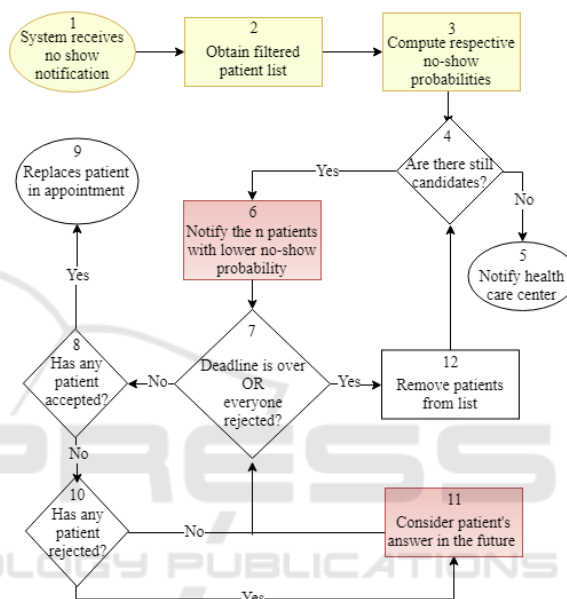 1
System receives
no show
notification
2
Obtain filtered
patient list
3
Compute respective
no-show
probabilities
4
Are there still
candidates?
Yes
No
5
Notify health
care center
6
Notify the n patients
with lower no-show
probability
7
Deadline is over
OR
everyone
rejected?
No
Yes
12
Remove patients
from list
8
Has any
patient
accepted?
Yes
9
Replaces patient
in appointment
No
10
Has any
patient
rejected?
No
11
Consider patient's
answer in the future
Yes
PRESS
OLOGY PUBLICATIONS